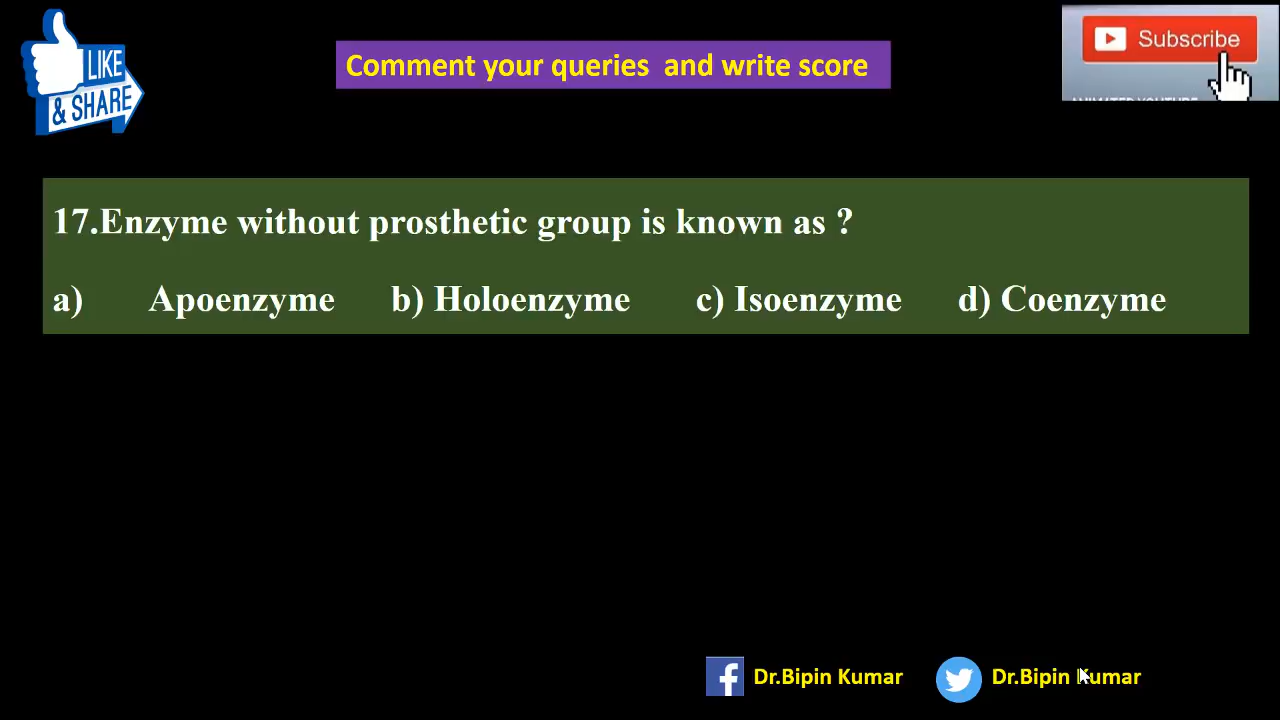 LIKE
& SHARE
Comment your queries and write score
Subscribe
17.Enzyme without prosthetic group is known as ?
a) Apoenzyme b) Holoenzyme c) Isoenzyme d) Coenzyme
Dr.Bipin Kumar Dr.Bipin Kumar